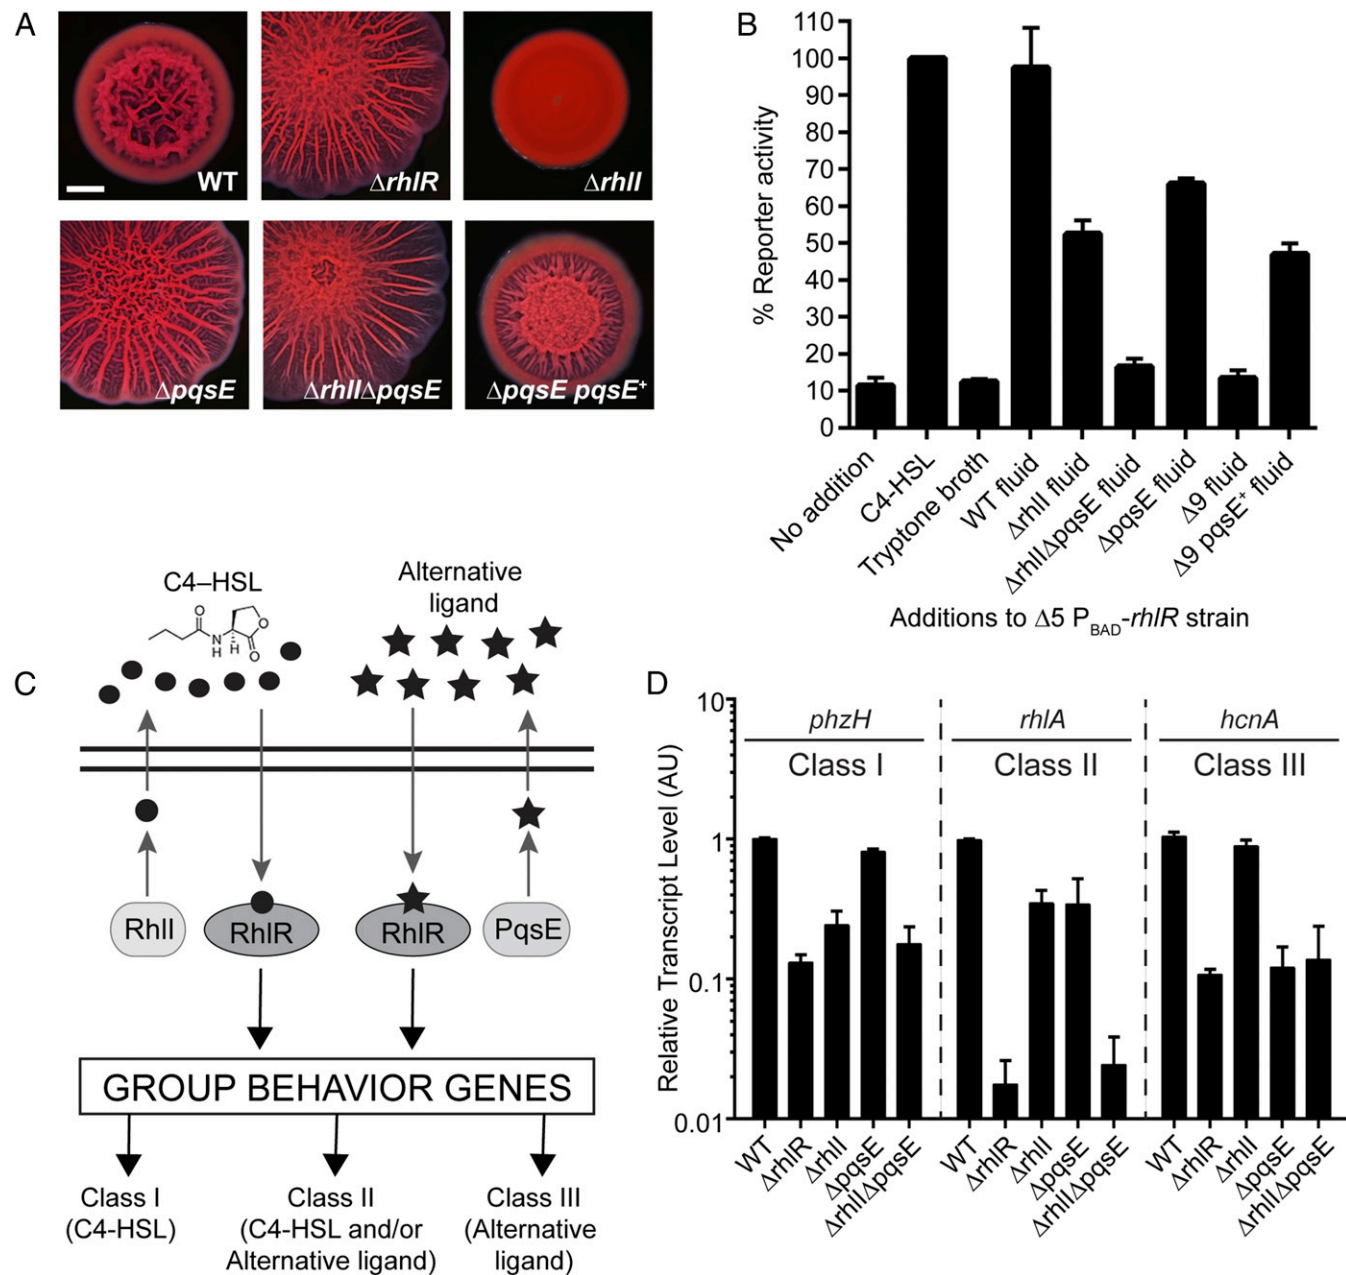 A
WT
ΔrhlR
ΔrhlI
ΔpqsE
ΔrhlIΔpqsE
ΔpqsE pqsE⁺
B
% Reporter activity
110
100
90
80
70
60
50
40
30
20
10
0
No addition
C4-HSL
Tryptone broth
WT fluid
ΔrhlI fluid
ΔrhlIΔpqsE fluid
ΔpqsE fluid
Δ9 fluid
Δ9 pqsE⁺ fluid
Additions to Δ5 P_BAD-rhlR strain
C
C4–HSL
O
O
O
N
H
H
Alternative
ligand
RhlI
RhlR
RhlR
PqsE
GROUP BEHAVIOR GENES
Class I
(C4-HSL)
Class II
(C4-HSL and/or
Alternative ligand)
Class III
(Alternative
ligand)
D
Relative Transcript Level (AU)
10
1
0.1
0.01
phzH
Class I
rhlA
Class II
hcnA
Class III
WT
ΔrhlR
ΔrhlI
ΔpqsE
ΔrhlIΔpqsE
WT
ΔrhlR
ΔrhlI
ΔpqsE
ΔrhlIΔpqsE
WT
ΔrhlR
ΔrhlI
ΔpqsE
ΔrhlIΔpqsE